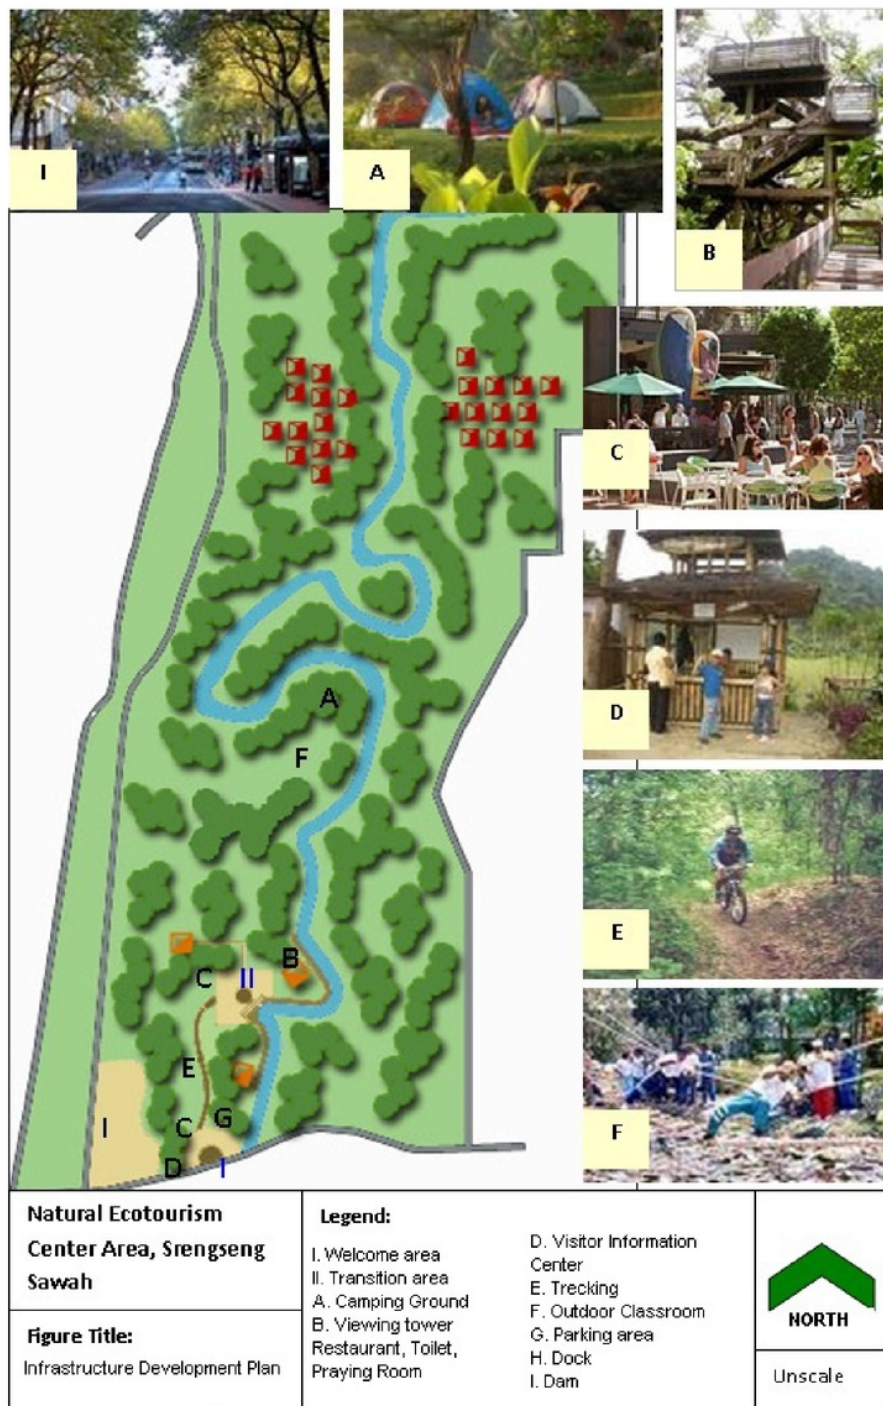 I
A
B
C
D
E
F
A
F
B
C
II
E
G
C
I
D
I
Natural Ecotourism
Center Area, Srengseng
Sawah
Figure Title:
Infrastructure Development Plan
Legend:
I. Welcome area
II. Transition area
A. Camping Ground
B. Viewing tower
Restaurant, Toilet,
Praying Room
D. Visitor Information
Center
E. Trecking
F. Outdoor Classroom
G. Parking area
H. Dock
I. Dam
NORTH
Unscale